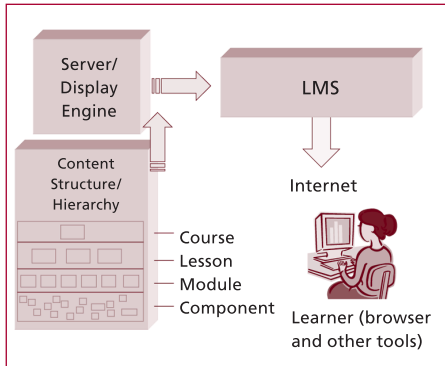 Server/
Display
Engine
LMS
Content
Structure/
Hierarchy
Internet
Course
Lesson
Module
Component
Learner (browser
and other tools)